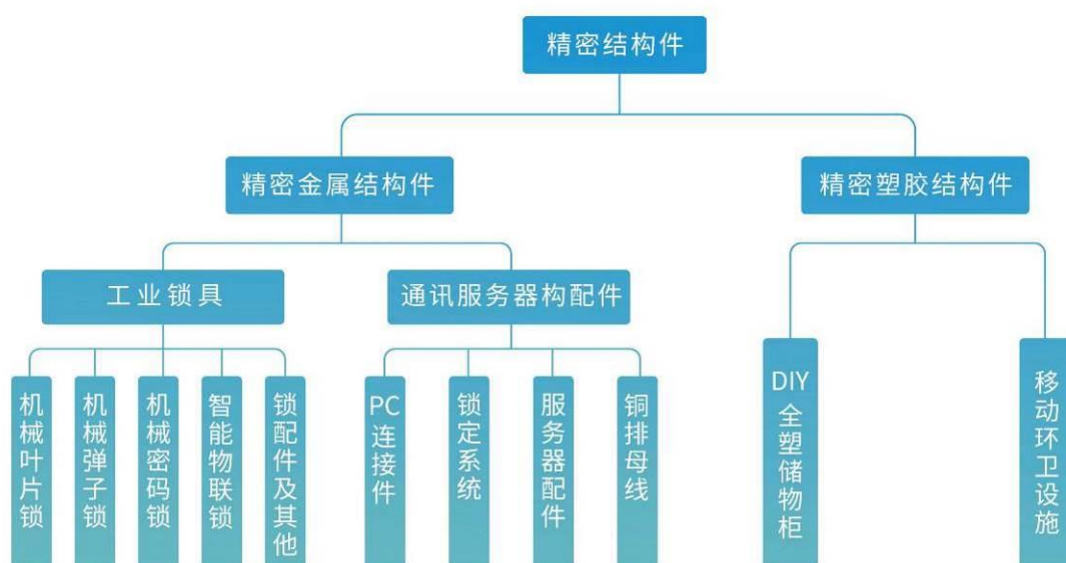 精密结构件
精密金属结构件
精密塑胶结构件
工业锁具
通讯服务器构配件
机械叶片锁
机械弹子锁
机械密码锁
智能物联锁
锁配件及其他
PC连接件
锁定系统
服务器配件
铜排母线
DIY全塑储物柜
移动环卫设施